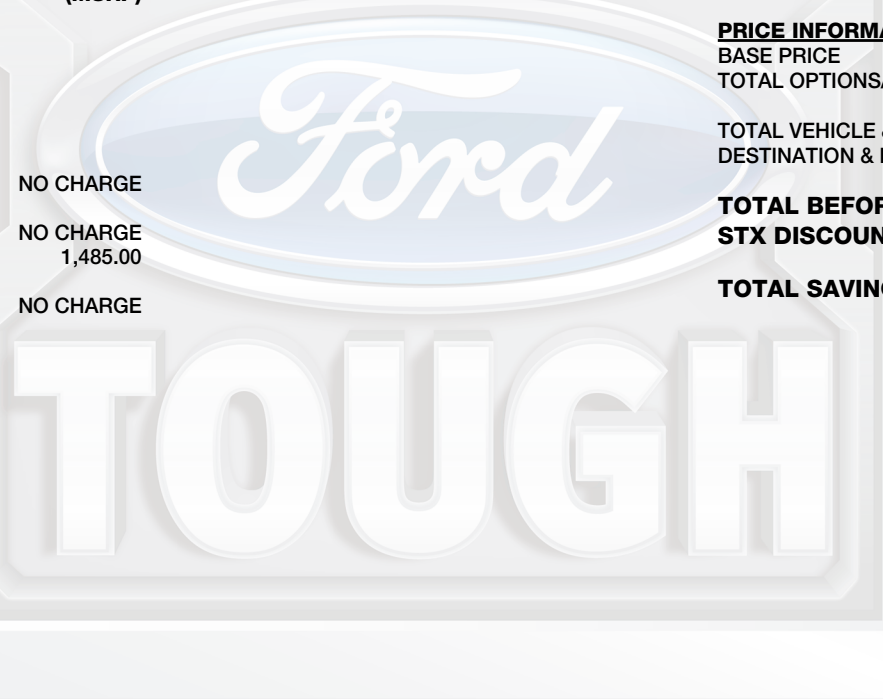 (MSRP)
NO CHARGE
NO CHARGE
1,485.00
NO CHARGE
PRICE INFORMA
BASE PRICE
TOTAL OPTIONS/
TOTAL VEHICLE &
DESTINATION &
TOTAL BEFOR
STX DISCOUN
TOTAL SAVING
Ford
TOUGH